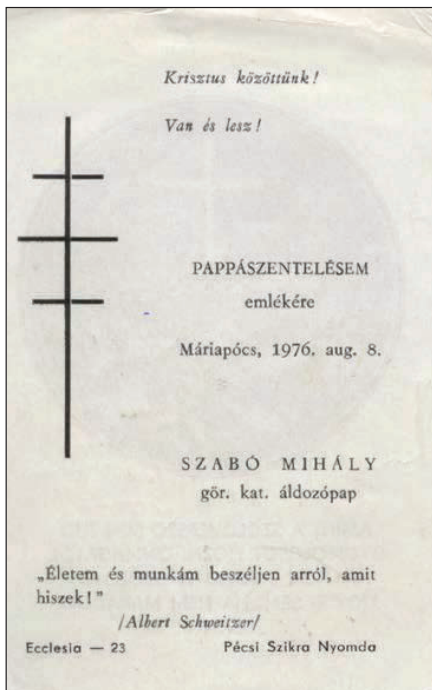 Krisztus közöttünk!
Van és lesz!
PAPPÁSZENTELÉSEM
emlékére
Máriapócs, 1976. aug. 8.
SZABÓ MIHÁLY
gör. kat. áldozópap
„Életem és munkám beszéljen arról, amit
hiszek!"
/Albert Schweitzer/
Ecclesia — 23 Pécsi Szikra Nyomda